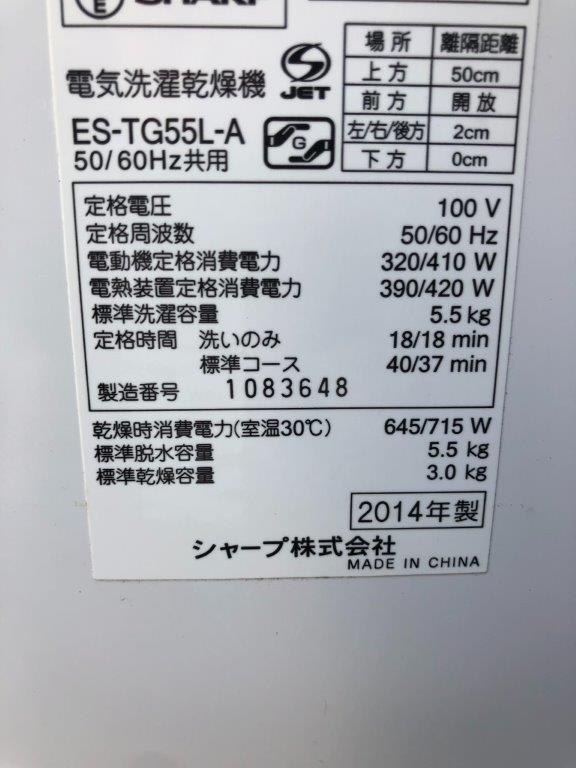 E SHARP
電気洗濯乾燥機 JET
ES-TG55L-A G
50/60Hz共用
場所 離隔距離
上方 50cm
前方 開放
左/右/後方 2cm
下方 0cm
定格電圧 100 V
定格周波数 50/60 Hz
電動機定格消費電力 320/410 W
電熱装置定格消費電力 390/420 W
標準洗濯容量 5.5 kg
定格時間 洗いのみ 18/18 min
標準コース 40/37 min
製造番号 1083648
乾燥時消費電力(室温30℃) 645/715 W
標準脱水容量 5.5 kg
標準乾燥容量 3.0 kg
2014年製
シャープ株式会社
MADE IN CHINA